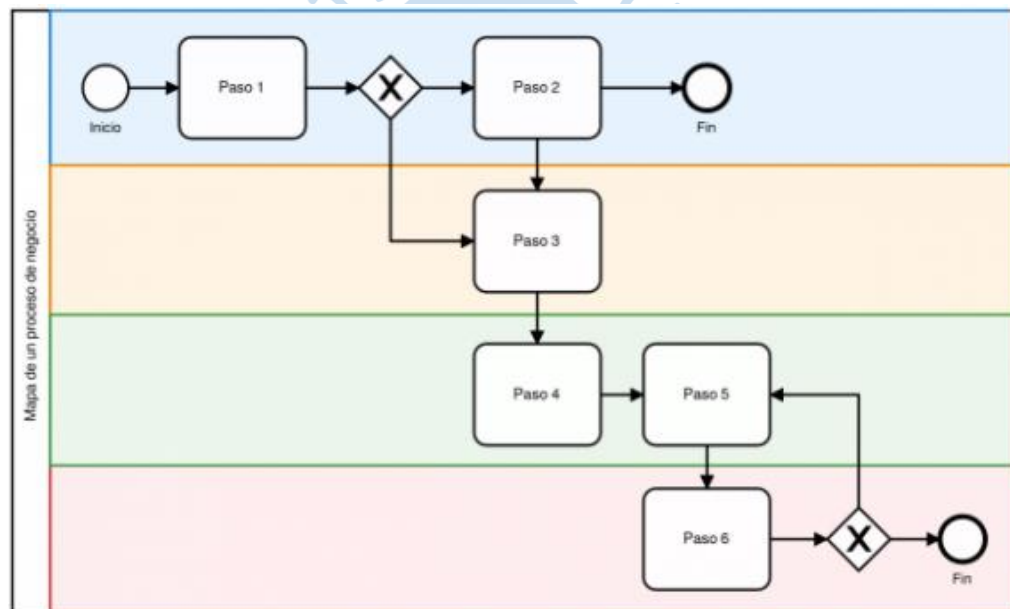 Mapa de un proceso de negocio
Paso 1
Paso 2
Inicio
Fin
Paso 3
Paso 4
Paso 5
Paso 6
Fin